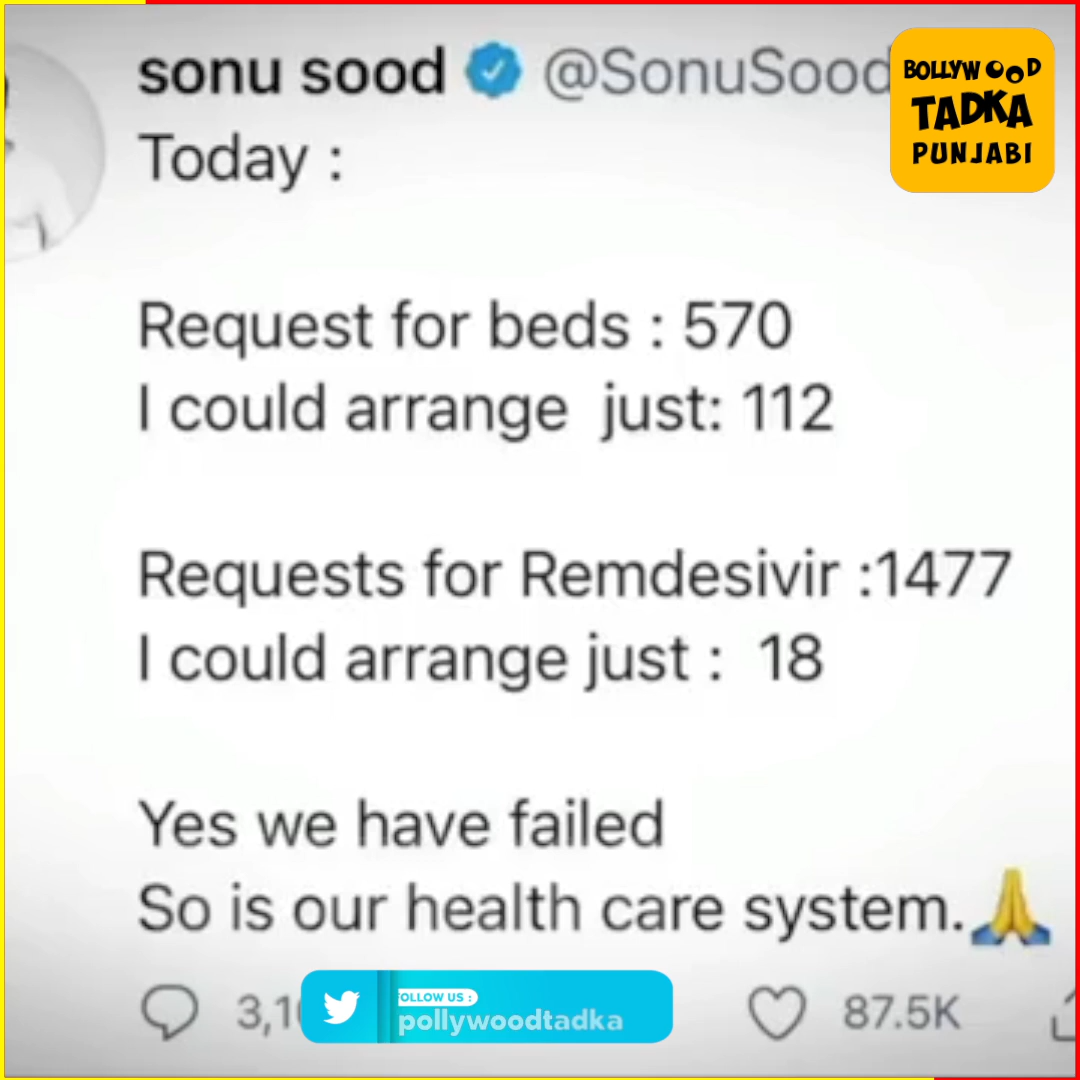 sonu sood @SonuSood
BOLLYWOOD
TADKA
PUNJABI
Today :
Request for beds : 570
I could arrange just: 112
Requests for Remdesivir :1477
I could arrange just : 18
Yes we have failed
So is our health care system.🙏
87.5K
OLLOW US :
pollywoodtadka